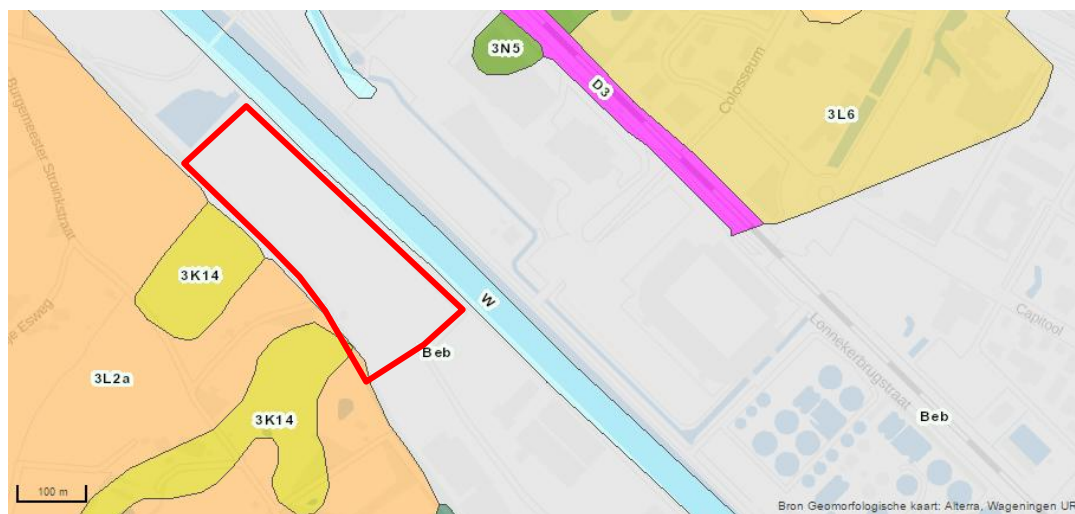 3N5
D3
Colosseum
3L6
Burgemeester Stroinkstraat
3K14
W
Capitool
je Esweg
Beb
Lonnekerbrugstraat
3L2a
3K14
Beb
100 m
Bron Geomorfologische kaart: Alterra, Wageningen UR